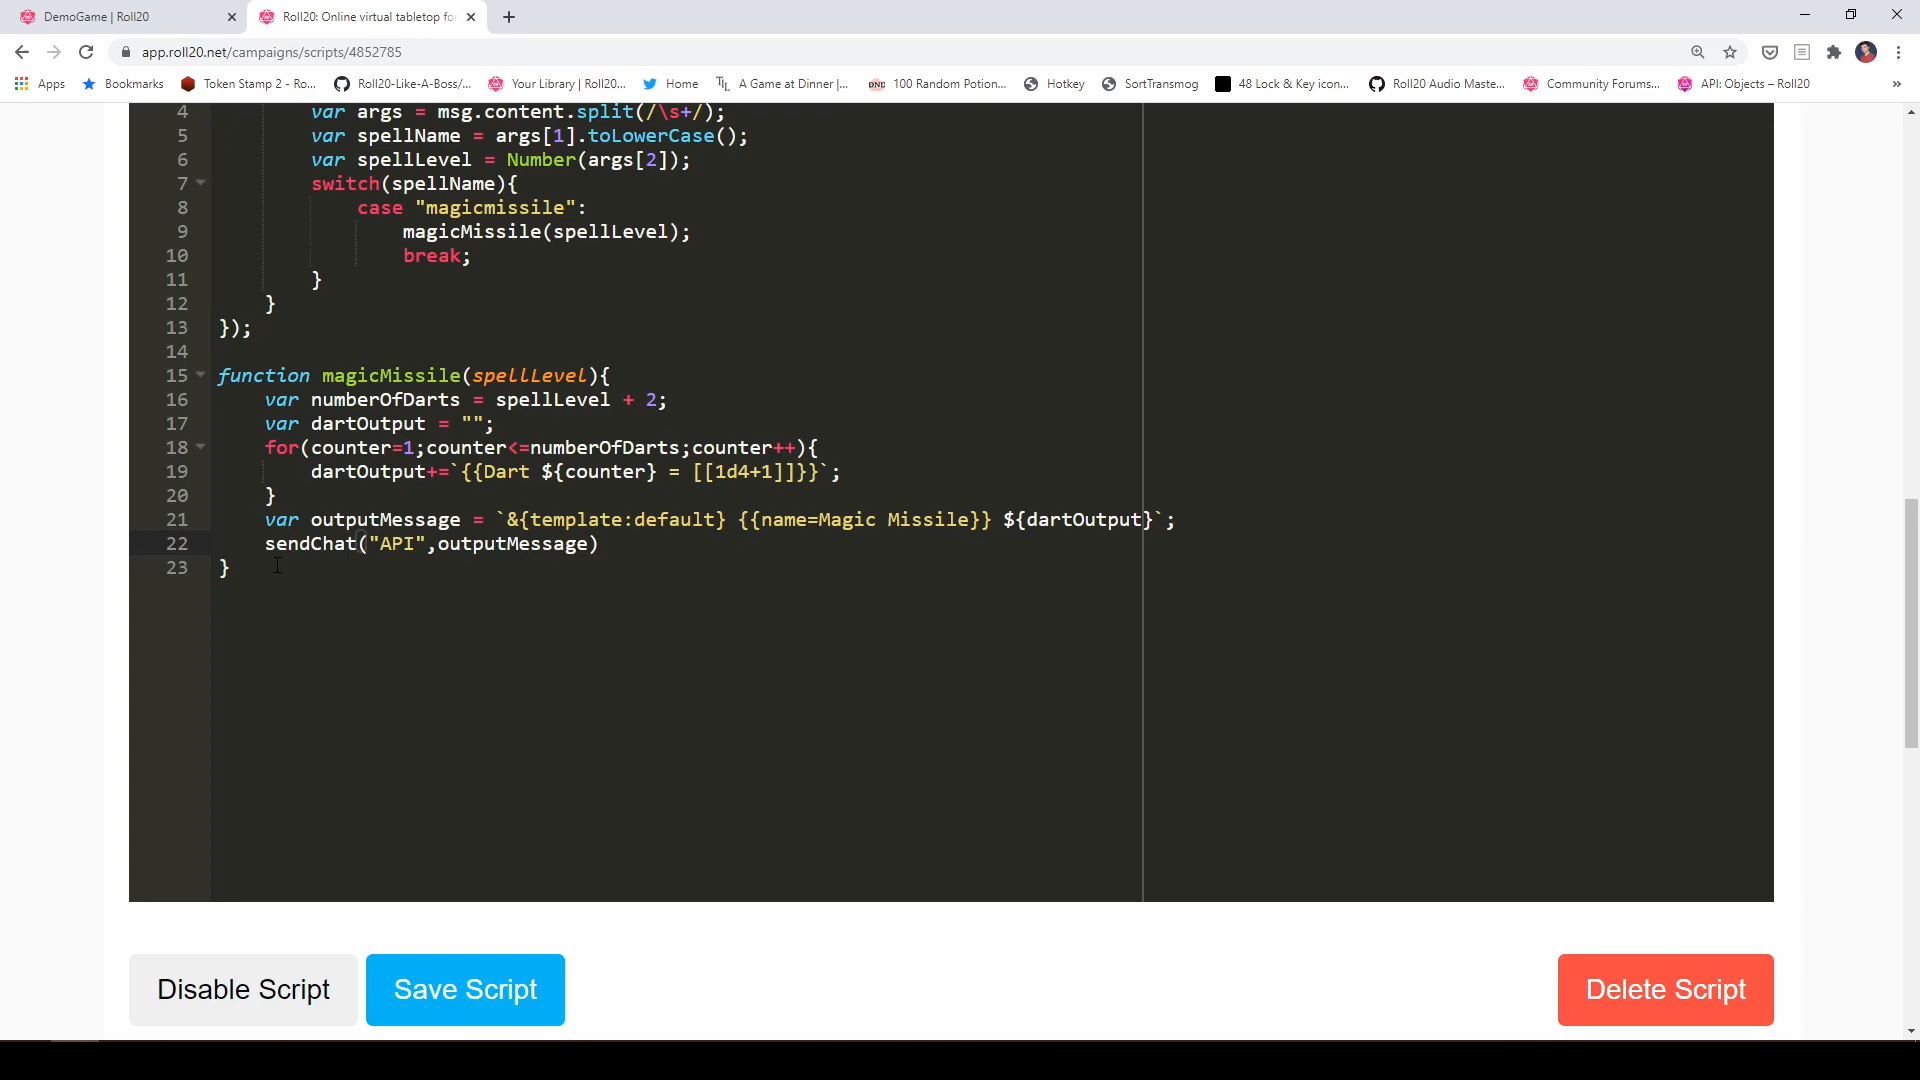 DemoGame | Roll20
Roll20: Online virtual tabletop fo
app.roll20.net/campaigns/scripts/4852785
Apps
Bookmarks
Token Stamp 2 - Ro...
Roll20-Like-A-Boss/...
Your Library | Roll20...
Home
A Game at Dinner |...
100 Random Potion...
Hotkey
SortTransmog
48 Lock & Key icon...
Roll20 Audio Maste...
Community Forums...
API: Objects – Roll20
»
4 var args = msg.content.split(/\s+/);
5 var spellName = args[1].toLowerCase();
6 var spellLevel = Number(args[2]);
7 switch(spellName){
8 case "magicmissile":
9 magicMissile(spellLevel);
10 break;
11 }
12 }
13 });
14
15 function magicMissile(spellLevel){
16 var numberOfDarts = spellLevel + 2;
17 var dartOutput = "";
18 for(counter=1;counter<=numberOfDarts;counter++){
19 dartOutput+=`{{Dart ${counter} = [[1d4+1]]}}`;
20 }
21 var outputMessage = `&{template:default} {{name=Magic Missile}} ${dartOutput}`;
22 sendChat("API",outputMessage)
23 }
Disable Script
Save Script
Delete Script